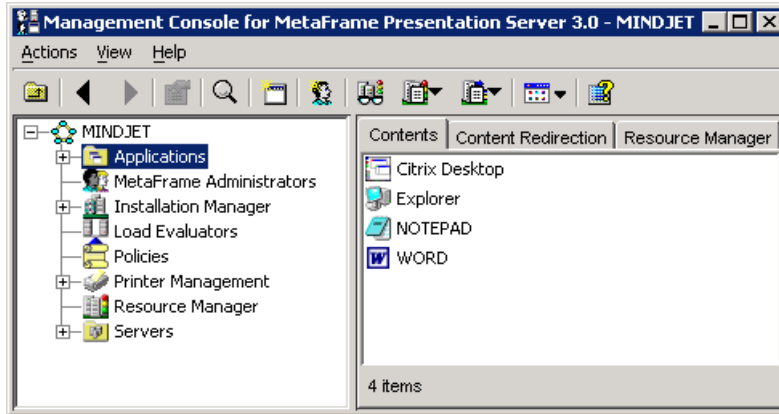 Management Console for MetaFrame Presentation Server 3.0 - MINDJET
Actions View Help
MINDJET
Applications
MetaFrame Administrators
Installation Manager
Load Evaluators
Policies
Printer Management
Resource Manager
Servers
Contents Content Redirection Resource Manager
Citrix Desktop
Explorer
NOTEPAD
WORD
4 items